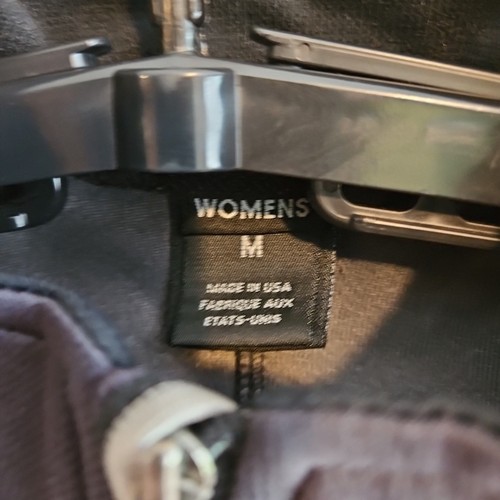 WOMENS
M
MADE IN USA
FABRIQUE AUX
ETATS-UNIS